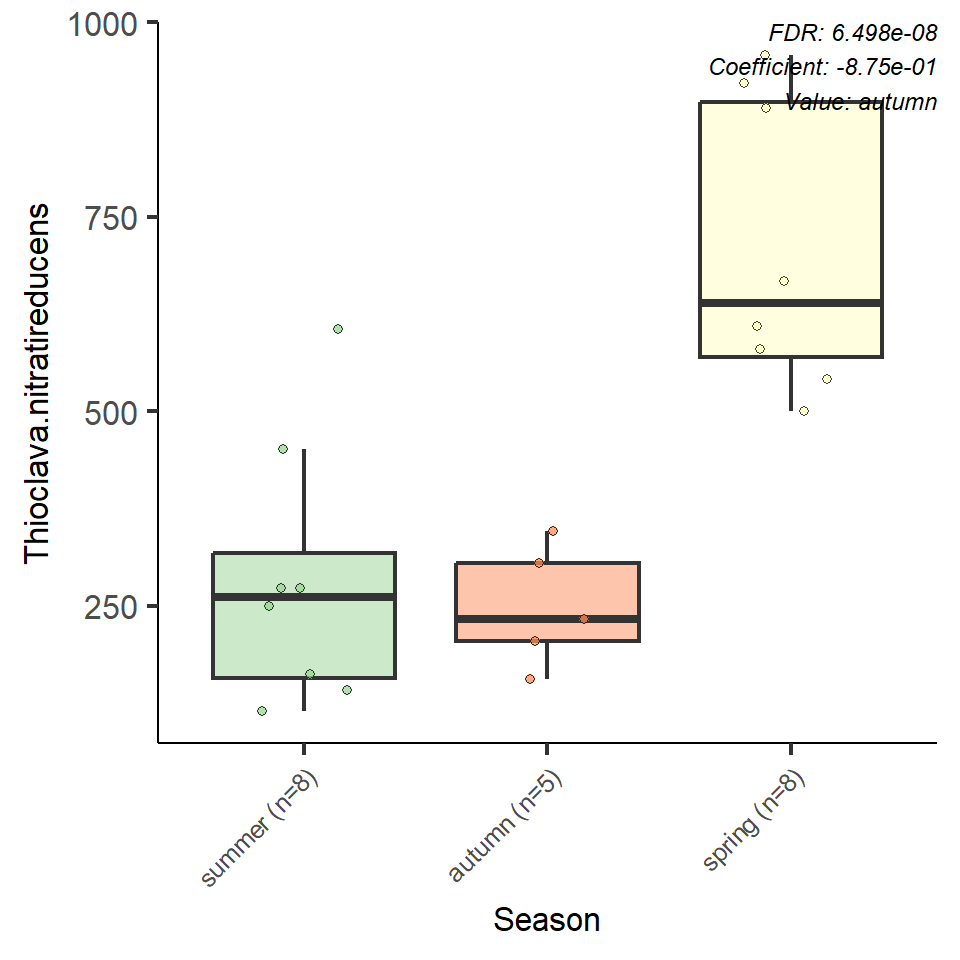 1000
FDR: 6.498e-08
Coefficient: -8.75e-01
Value: autumn
750
500
250
Thioclava.nitratireducens
summer (n=8)
autumn (n=5)
spring (n=8)
Season